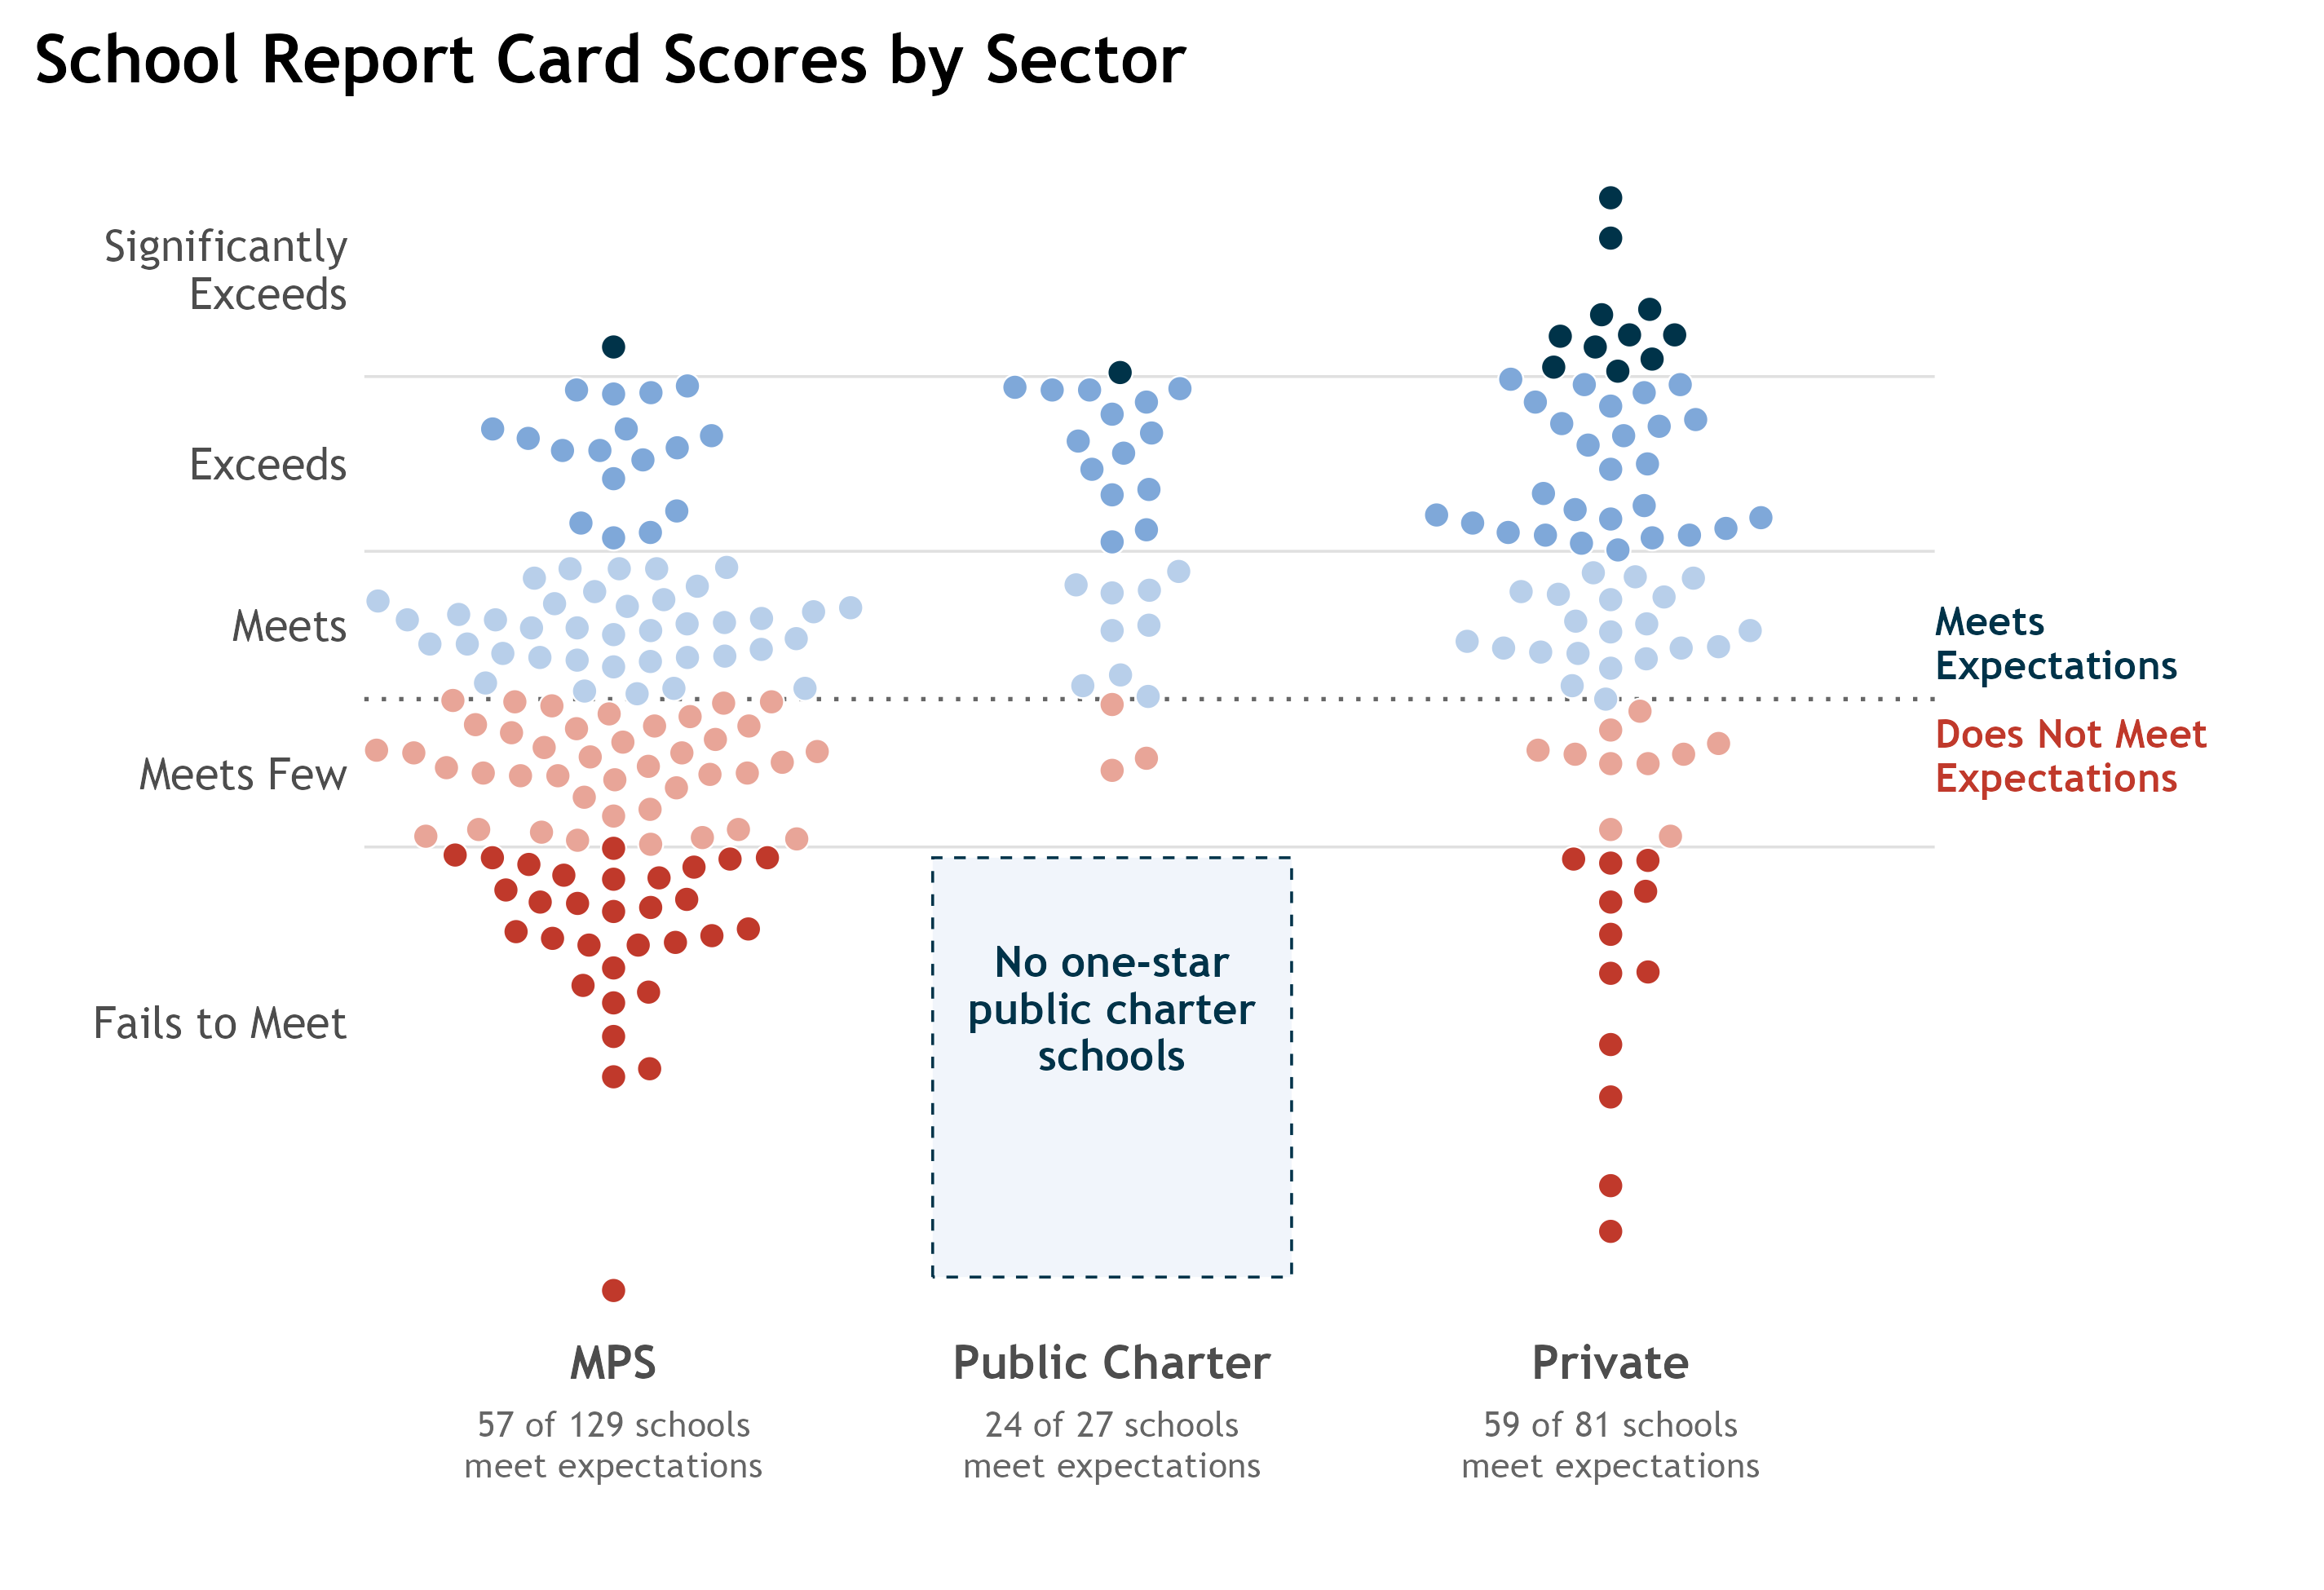 School Report Card Scores by Sector
Significantly
Exceeds
Exceeds
Meets
Meets Few
Fails to Meet
Meets
Expectations
Does Not Meet
Expectations
No one-star
public charter
schools
MPS
57 of 129 schools
meet expectations
Public Charter
24 of 27 schools
meet expectations
Private
59 of 81 schools
meet expectations